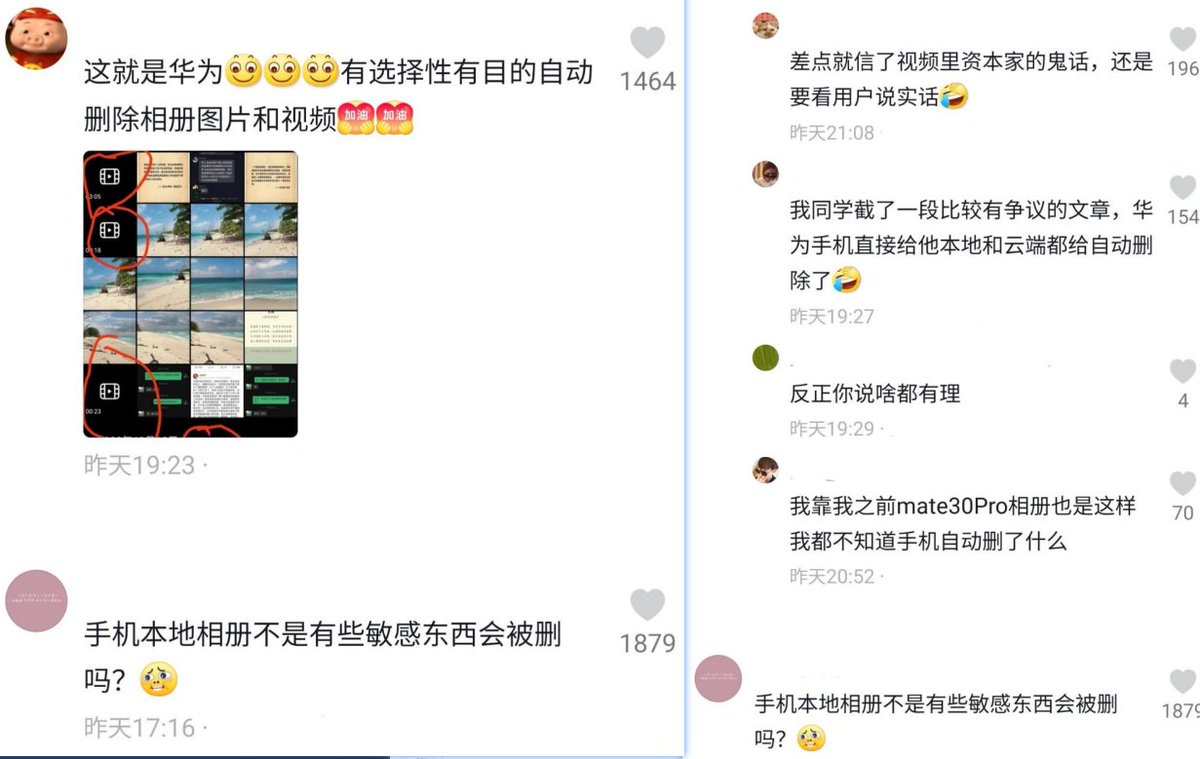 这就是华为有选择性有目的自动
删除相册图片和视频加油加油
1464
00:23
昨天19:23 ·
手机本地相册不是有些敏感东西会被删
吗?
1879
昨天17:16 ·
差点就信了视频里资本家的鬼话，还是
要看用户说实话
196
昨天21:08 ·
我同学截了一段比较有争议的文章，华
为手机直接给他本地和云端都给自动删
除了
154
昨天19:27
反正你说啥都有理
4
昨天19:29 ·
我靠我之前mate30Pro相册也是这样
我都不知道手机自动删了什么
70
昨天20:52 ·
手机本地相册不是有些敏感东西会被删
吗?
1879